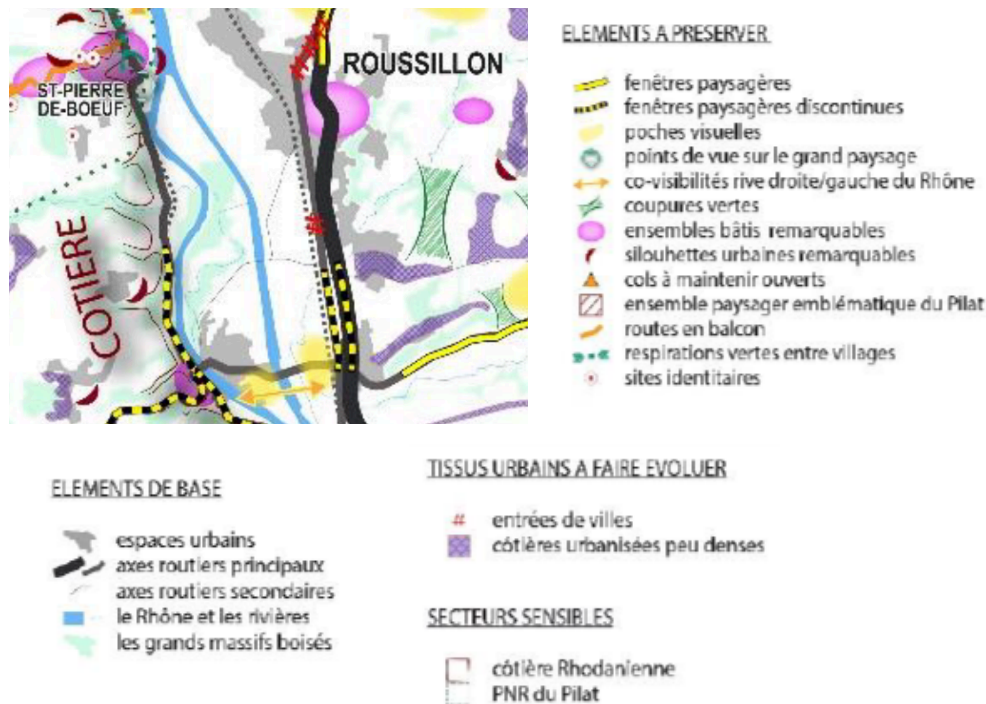 ROUSSILLON
ST-PIERRE
DE-BOEUF
COTIERE
ELEMENTS A PRESERVER
fenêtres paysagères
fenêtres paysagères discontinues
poches visuelles
points de vue sur le grand paysage
co-visibilités rive droite/gauche du Rhône
coupures vertes
ensembles bâtis remarquables
silouhettes urbaines remarquables
cols à maintenir ouverts
ensemble paysager emblématique du Pilat
routes en balcon
respirations vertes entre villages
sites identitaires
ELEMENTS DE BASE
espaces urbains
axes routiers principaux
axes routiers secondaires
le Rhône et les rivières
les grands massifs boisés
TISSUS URBAINS A FAIRE EVOLUER
entrées de villes
côtières urbanisées peu denses
SECTEURS SENSIBLES
côtière Rhodanienne
PNR du Pilat